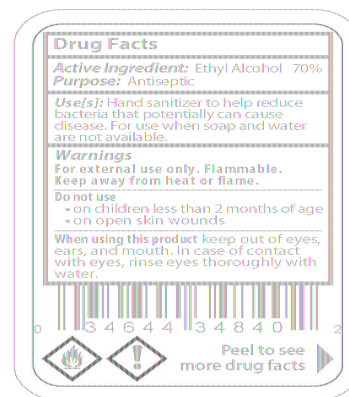 Drug Facts
Active Ingredient: Ethyl Alcohol 70%
Purpose: Antiseptic
Use[s]: Hand sanitizer to help reduce
bacteria that potentially can cause
disease. For use when soap and water
are not available.
Warnings
For external use only. Flammable.
Keep away from heat or flame.
Do not use
• on children less than 2 months of age
• on open skin wounds
When using this product keep out of eyes,
ears, and mouth. In case of contact
with eyes, rinse eyes thoroughly with
water.
0 34644 34840 2
Peel to see
more drug facts